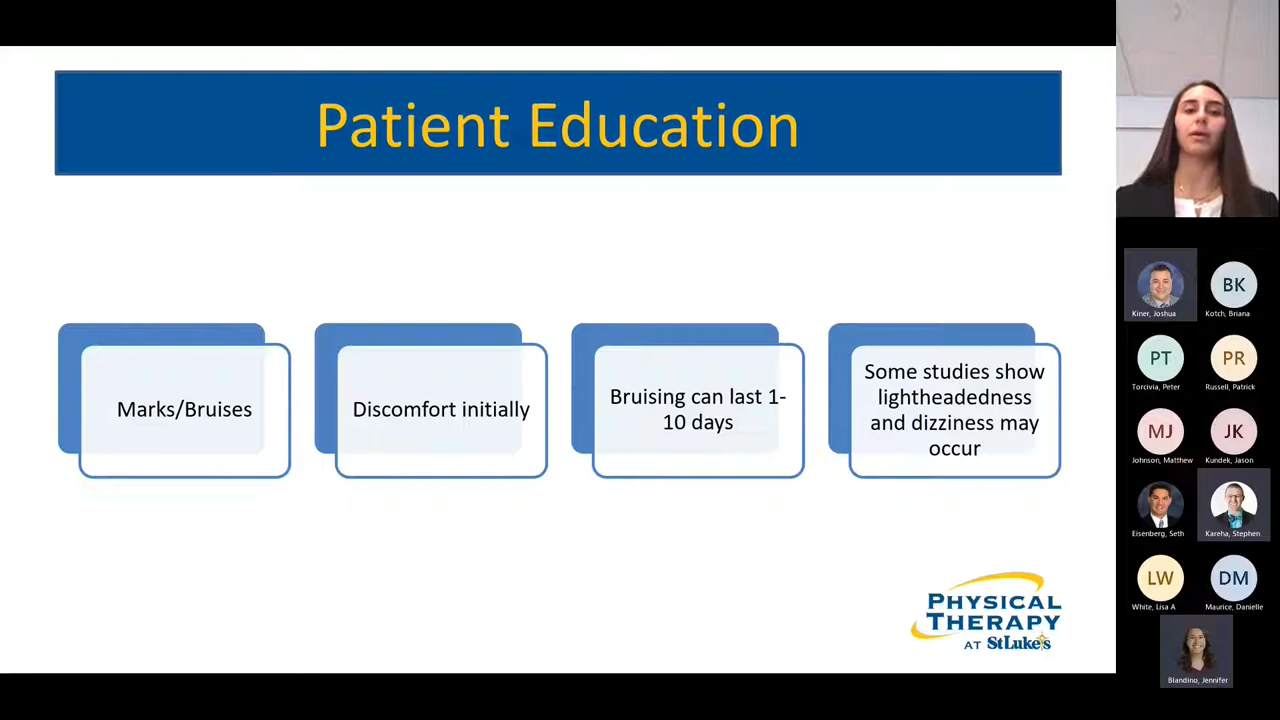 Patient Education
Marks/Bruises
Discomfort initially
Bruising can last 1-
10 days
Some studies show
lightheadedness
and dizziness may
occur
PHYSICAL
THERAPY
AT StLuke's
Kiner, Joshua
BK
Kotch, Briana
PT
Torcivia, Peter
PR
Russell, Patrick
MJ
Johnson, Matthew
JK
Kundek, Jason
Eisenberg, Seth
Kareha, Stephen
LW
White, Lisa A
DM
Maurice, Danielle
Blandino, Jennifer